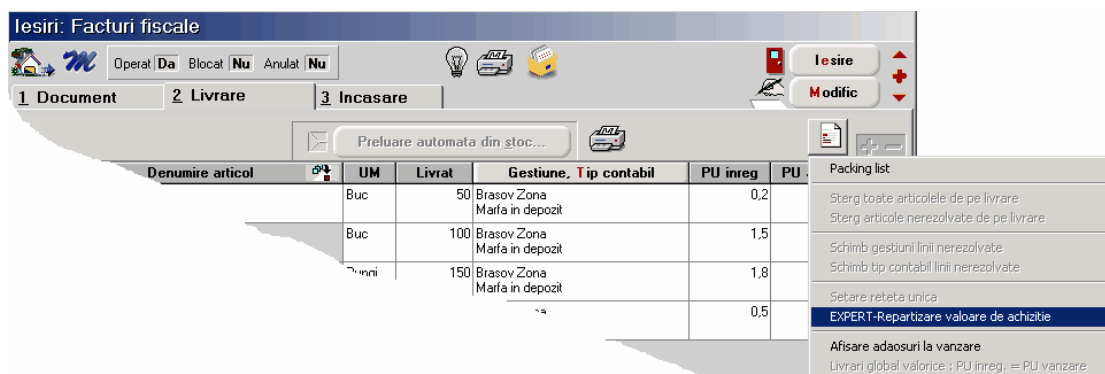 Iesiri: Facturi fiscale
Operat Da Blocat Nu Anulat Nu
Iesire
Modific
1 Document 2 Livrare 3 Incasare
Preluare automata din stoc...
Denumire articol UM Livrat Gestiune, Tip contabil PU inreg PU
Buc 50 Brasov Zona 0,2
Marfa in depozit
Buc 100 Brasov Zona 1,5
Marfa in depozit
150 Brasov Zona 1,8
Marfa in depozit
0,5
Packing list
Sterg toate articolele de pe livrare
Sterg articole nerezolvate de pe livrare
Schimb gestiuni linii nerezolvate
Schimb tip contabil linii nerezolvate
Setare reteta unica
EXPERT-Repartizare valoare de achizitie
Afisare adaosuri la vanzare
Livrari global valorice : PU inreg. = PU vanzare